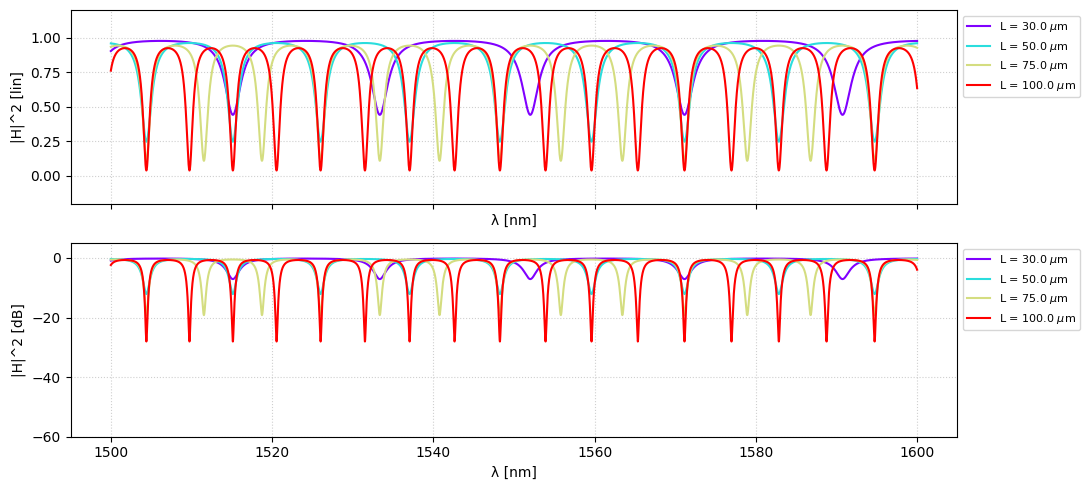 |H|^2 [lin]
1.00
0.75
0.50
0.25
0.00
λ [nm]
L = 30.0 μm
L = 50.0 μm
L = 75.0 μm
L = 100.0 μm
|H|^2 [dB]
0
−20
−40
−60
1500
1520
1540
1560
1580
1600
λ [nm]
L = 30.0 μm
L = 50.0 μm
L = 75.0 μm
L = 100.0 μm